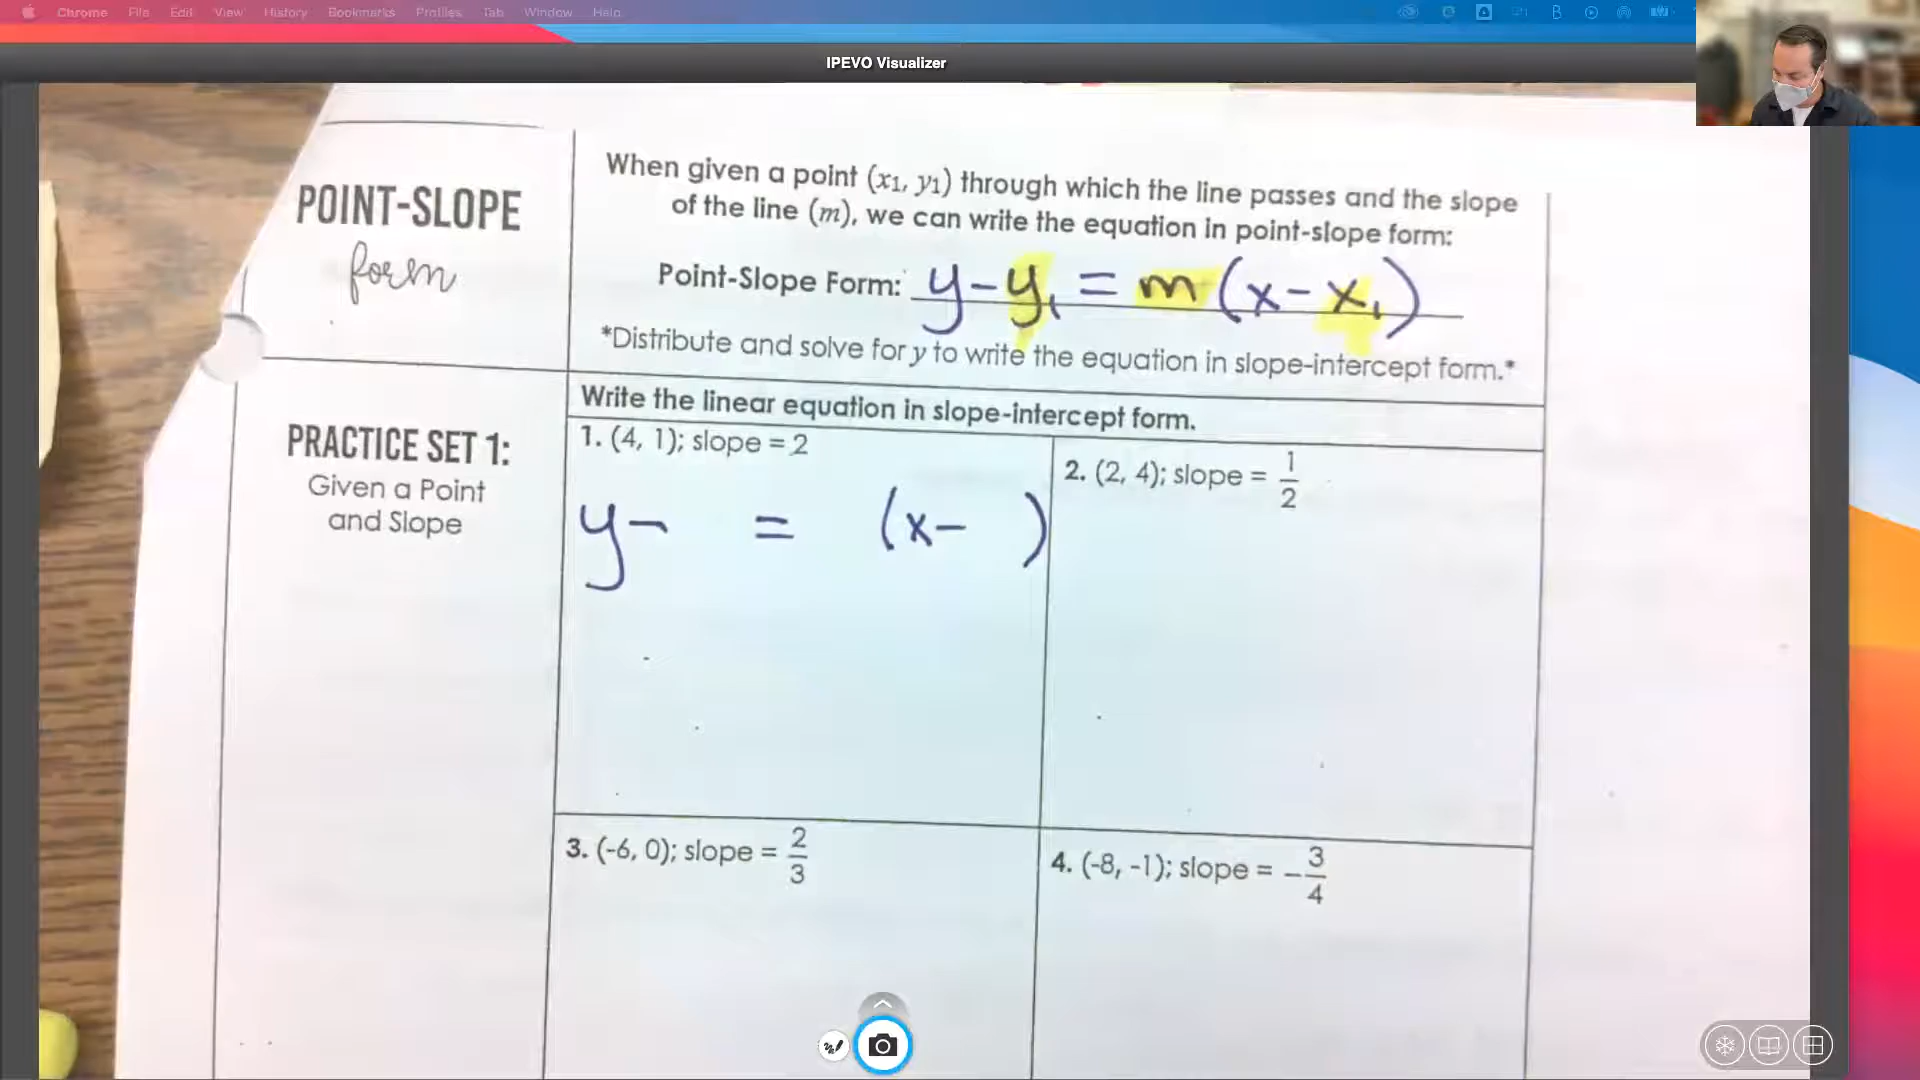 Chrome File Edit View History Bookmarks Profiles Tab Window Help
IPEVO Visualizer
POINT-SLOPE
form
When given a point (x₁, y₁) through which the line passes and the slope
of the line (m), we can write the equation in point-slope form:
Point-Slope Form: y - y₁ = m(x - x₁)
*Distribute and solve for y to write the equation in slope-intercept form.*
PRACTICE SET 1:
Given a Point
and Slope
Write the linear equation in slope-intercept form.
1. (4, 1); slope = 2
y - = (x - )
2. (2, 4); slope = 1/2
3. (-6, 0); slope = 2/3
4. (-8, -1); slope = -3/4